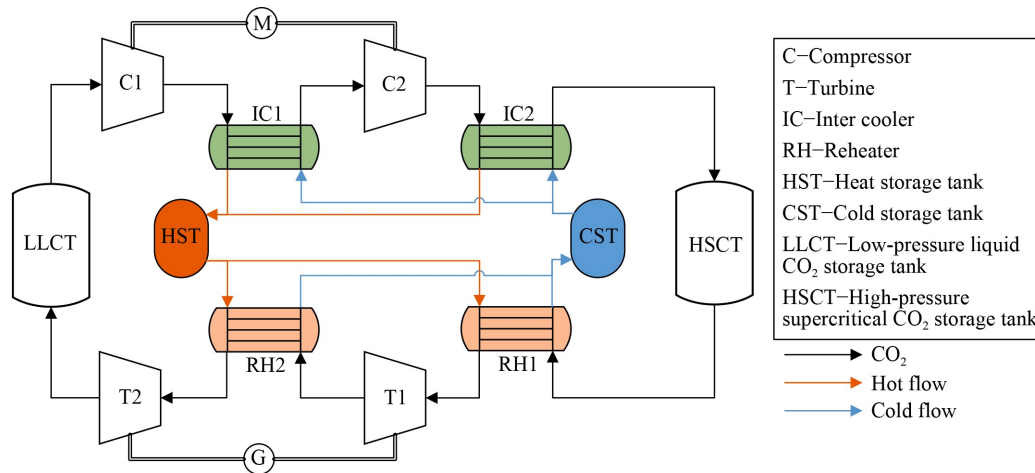 M
C1
C2
IC1
IC2
LLCT
HST
CST
HSCT
RH2
RH1
T2
T1
G
C−Compressor
T−Turbine
IC−Inter cooler
RH−Reheater
HST−Heat storage tank
CST−Cold storage tank
LLCT−Low-pressure liquid
CO₂ storage tank
HSCT−High-pressure
supercritical CO₂ storage tank
CO₂
Hot flow
Cold flow